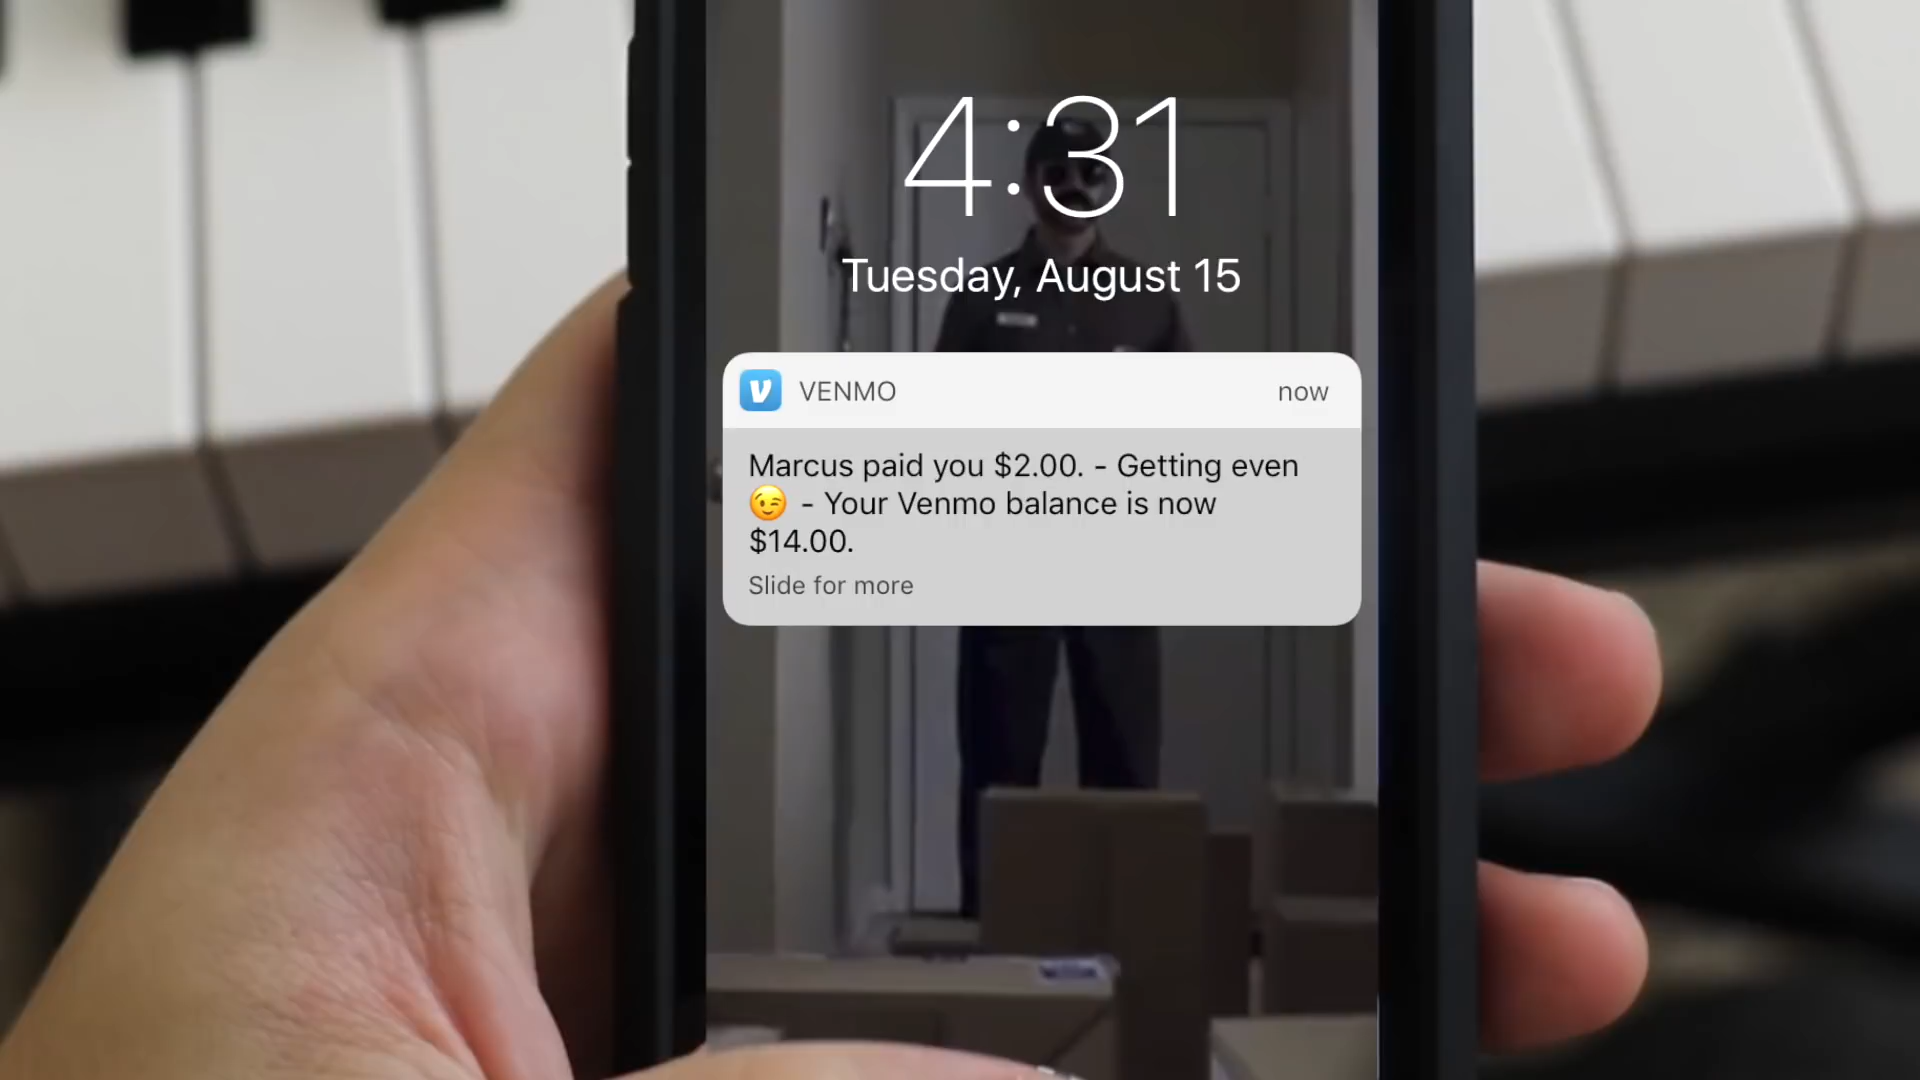 4:31
Tuesday, August 15
VENMO now
Marcus paid you $2.00. - Getting even
😉 - Your Venmo balance is now
$14.00.
Slide for more